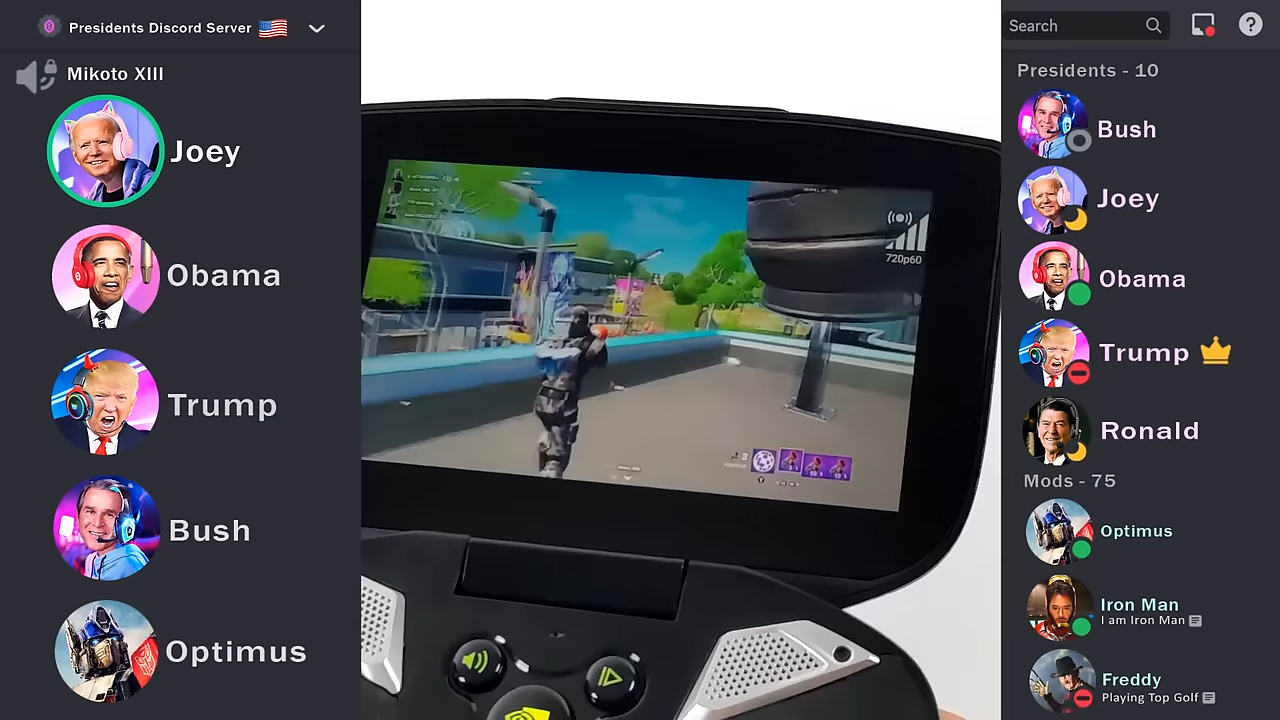 Presidents Discord Server
Mikoto XIII
Joey
Obama
Trump
Bush
Optimus
720p60
3
Search
?
Presidents - 10
Bush
Joey
Obama
Trump
Ronald
Mods - 75
Optimus
Iron Man
I am Iron Man
Freddy
Playing Top Golf